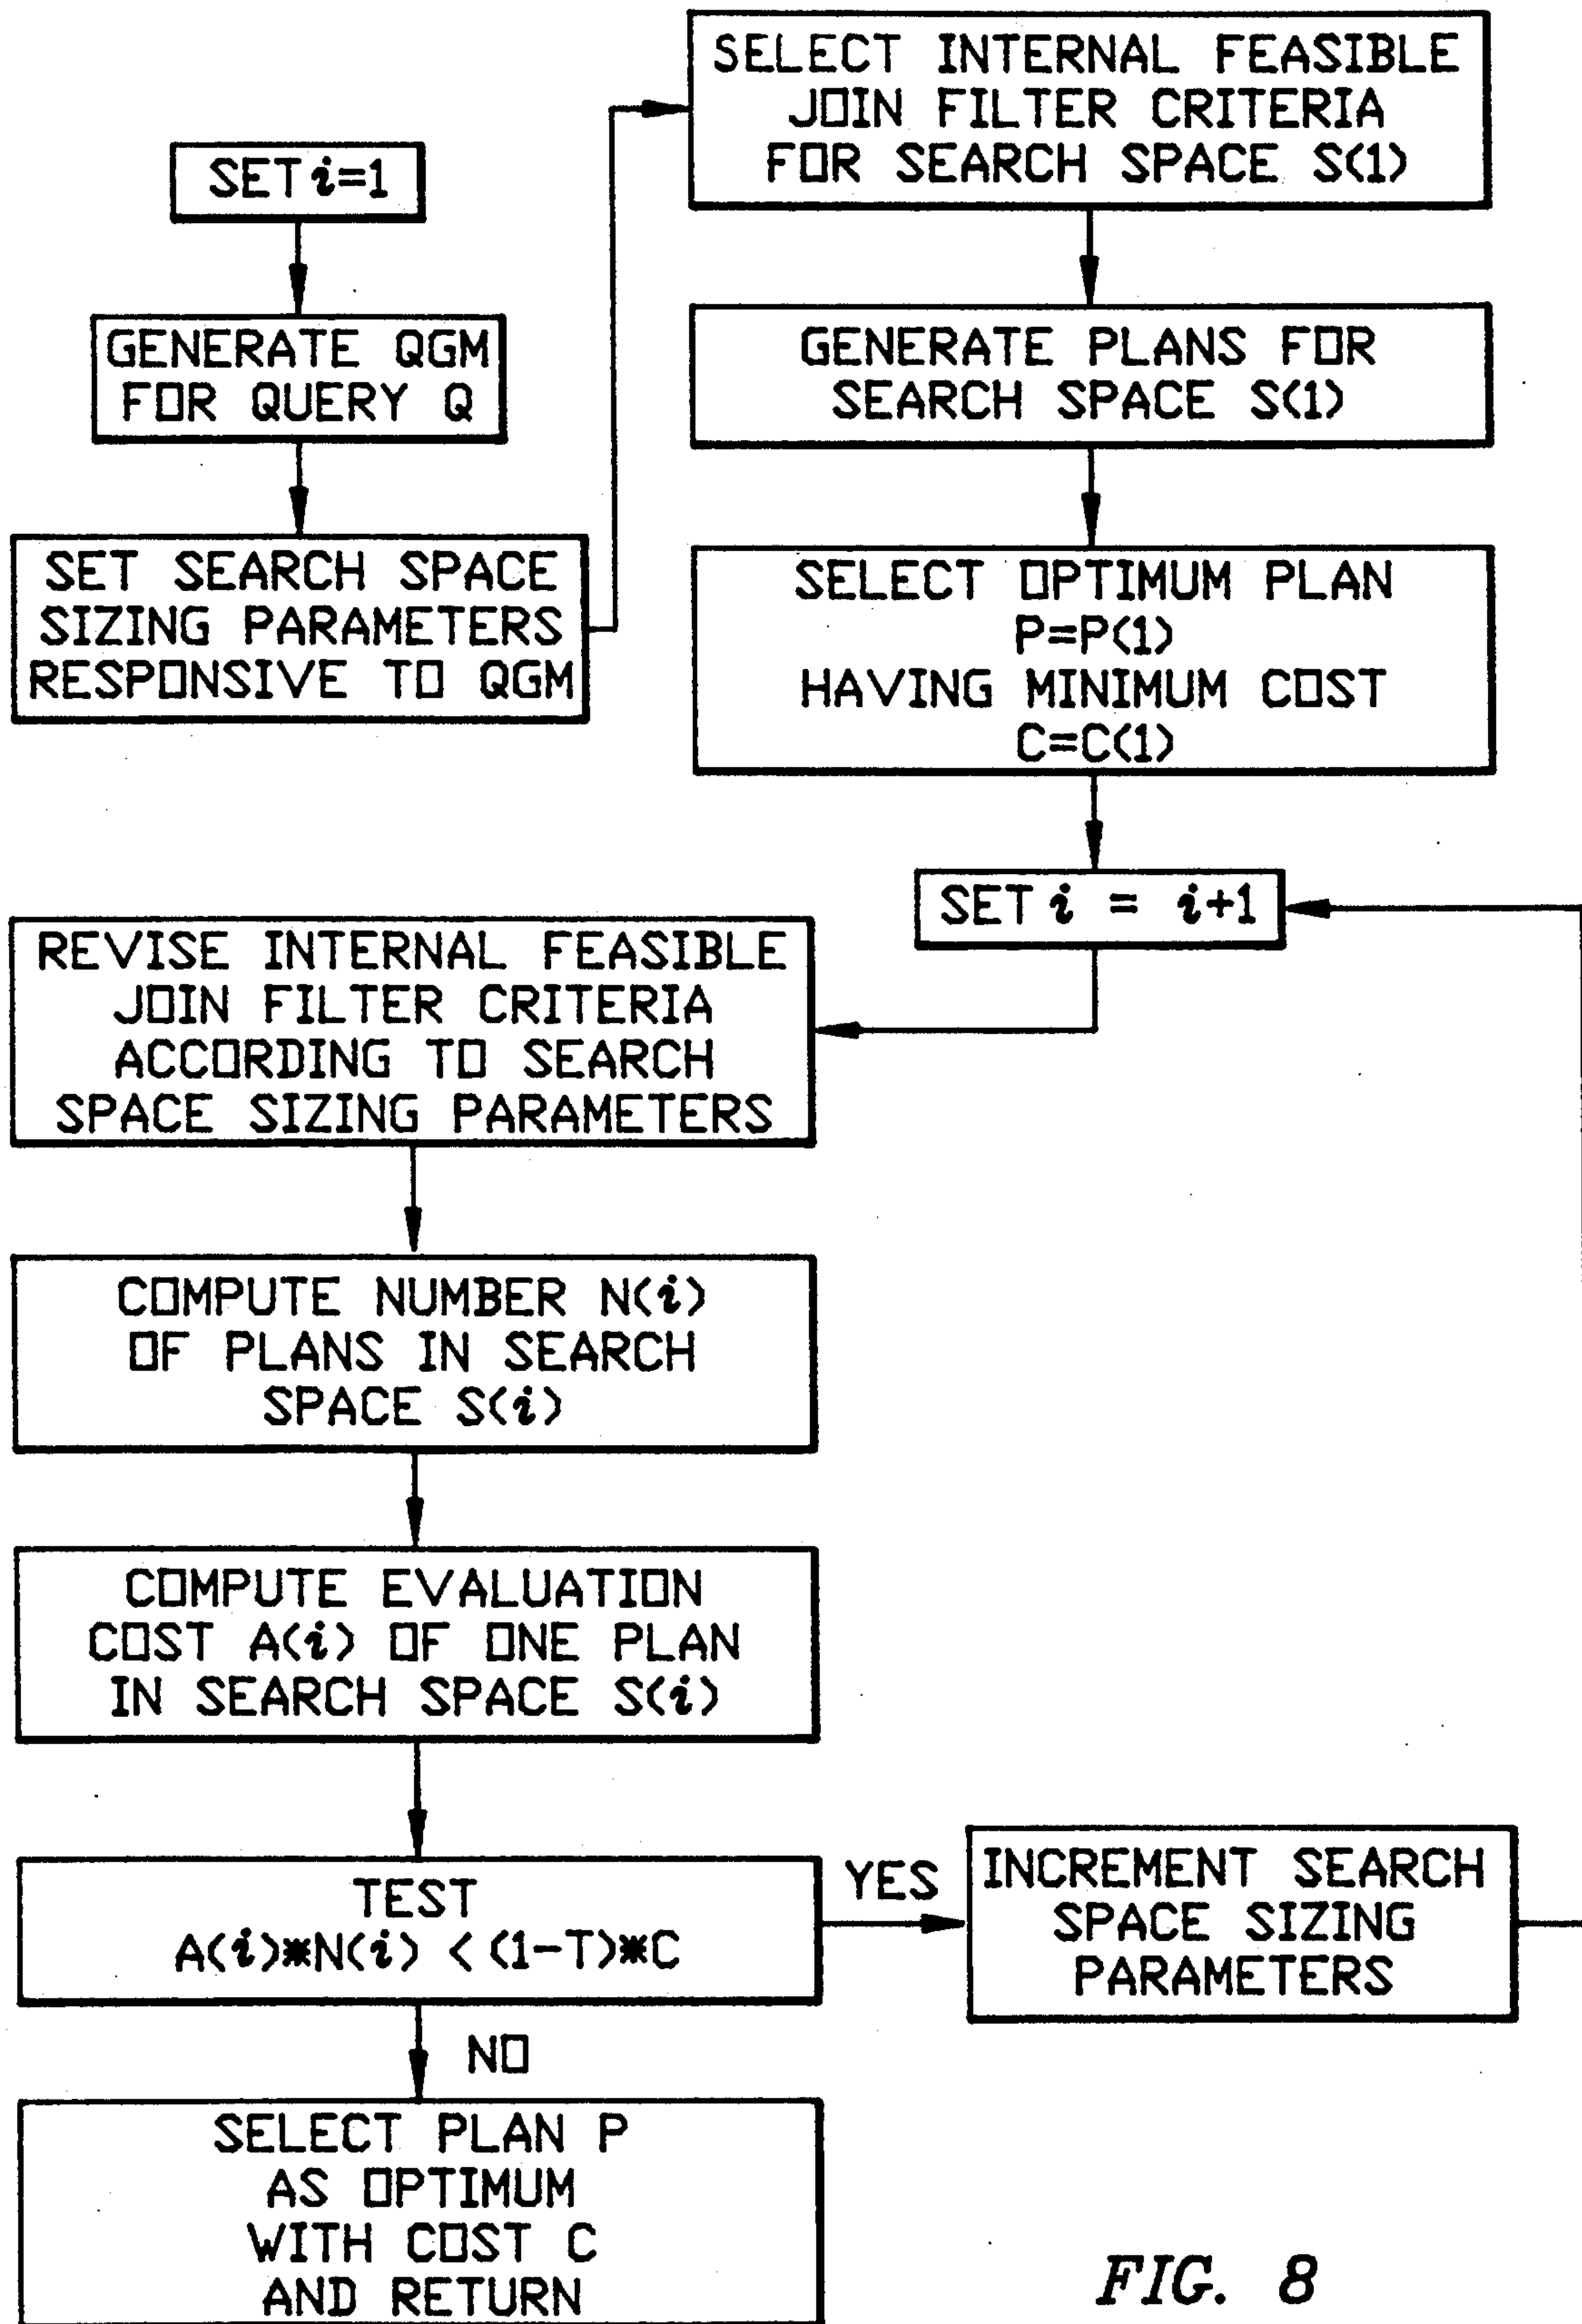 SET i=1
GENERATE QGM
FOR QUERY Q
SET SEARCH SPACE
SIZING PARAMETERS
RESPONSIVE TO QGM
SELECT INTERNAL FEASIBLE
JOIN FILTER CRITERIA
FOR SEARCH SPACE S(1)
GENERATE PLANS FOR
SEARCH SPACE S(1)
SELECT OPTIMUM PLAN
P=P(1)
HAVING MINIMUM COST
C=C(1)
SET i = i+1
REVISE INTERNAL FEASIBLE
JOIN FILTER CRITERIA
ACCORDING TO SEARCH
SPACE SIZING PARAMETERS
COMPUTE NUMBER N(i)
OF PLANS IN SEARCH
SPACE S(i)
COMPUTE EVALUATION
COST A(i) OF ONE PLAN
IN SEARCH SPACE S(i)
TEST
A(i)*N(i) < (1-T)*C
YES
INCREMENT SEARCH
SPACE SIZING
PARAMETERS
NO
SELECT PLAN P
AS OPTIMUM
WITH COST C
AND RETURN
FIG. 8